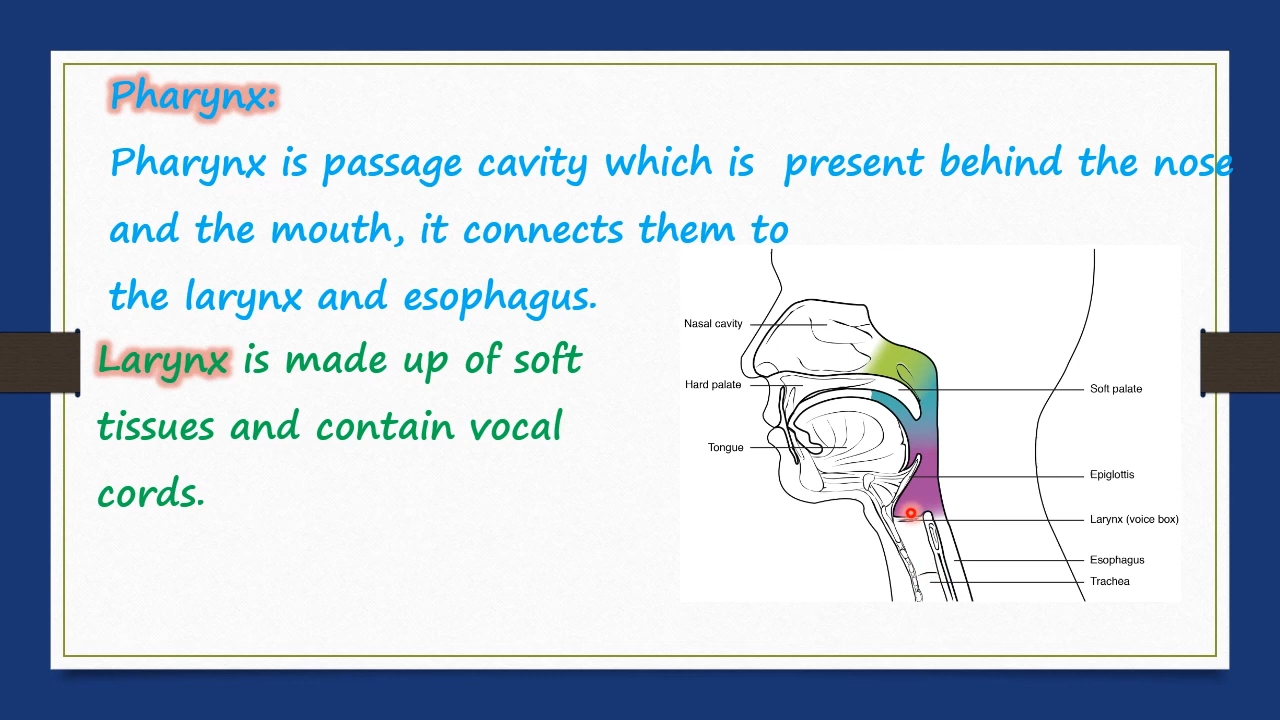 Pharynx:
Pharynx is passage cavity which is present behind the nose
and the mouth, it connects them to
the larynx and esophagus.
Larynx is made up of soft
tissues and contain vocal
cords.
Nasal cavity
Hard palate
Soft palate
Tongue
Epiglottis
Larynx (voice box)
Esophagus
Trachea